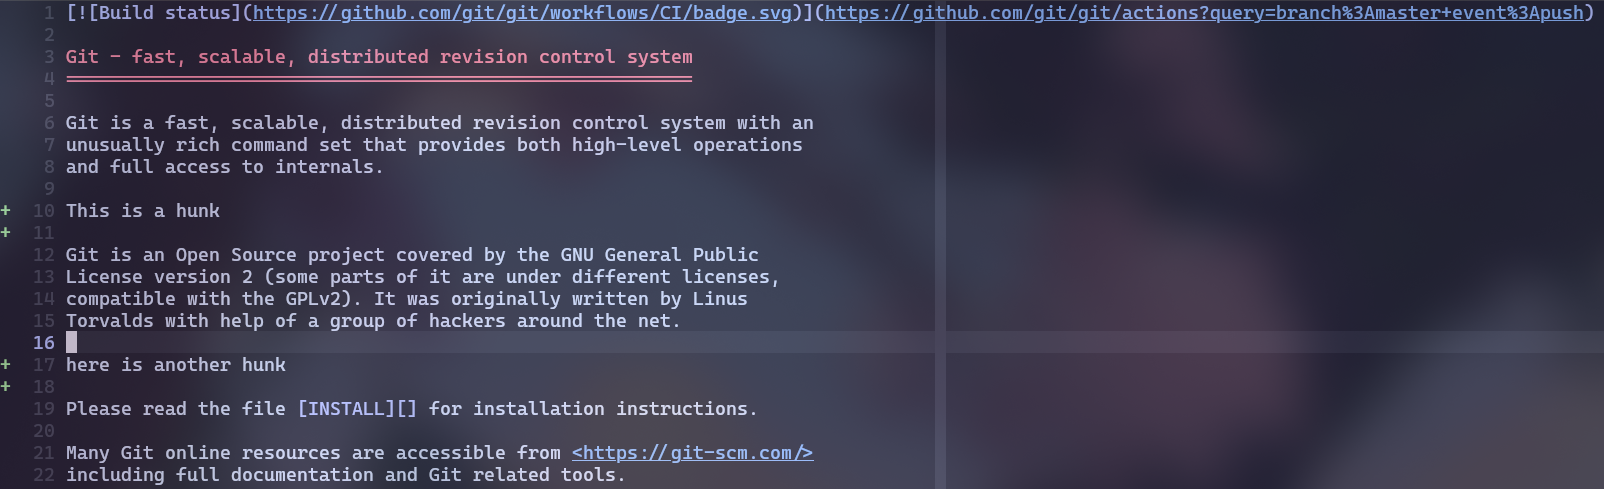 1 [![Build status](https://github.com/git/git/workflows/CI/badge.svg)](https://github.com/git/git/actions?query=branch%3Amaster+event%3Apush)
2
3 Git - fast, scalable, distributed revision control system
4 =========================================================
5
6 Git is a fast, scalable, distributed revision control system with an
7 unusually rich command set that provides both high-level operations
8 and full access to internals.
9
+ 10 This is a hunk
+ 11
12 Git is an Open Source project covered by the GNU General Public
13 License version 2 (some parts of it are under different licenses,
14 compatible with the GPLv2). It was originally written by Linus
15 Torvalds with help of a group of hackers around the net.
16
+ 17 here is another hunk
+ 18
19 Please read the file [INSTALL][] for installation instructions.
20
21 Many Git online resources are accessible from <https://git-scm.com/>
22 including full documentation and Git related tools.